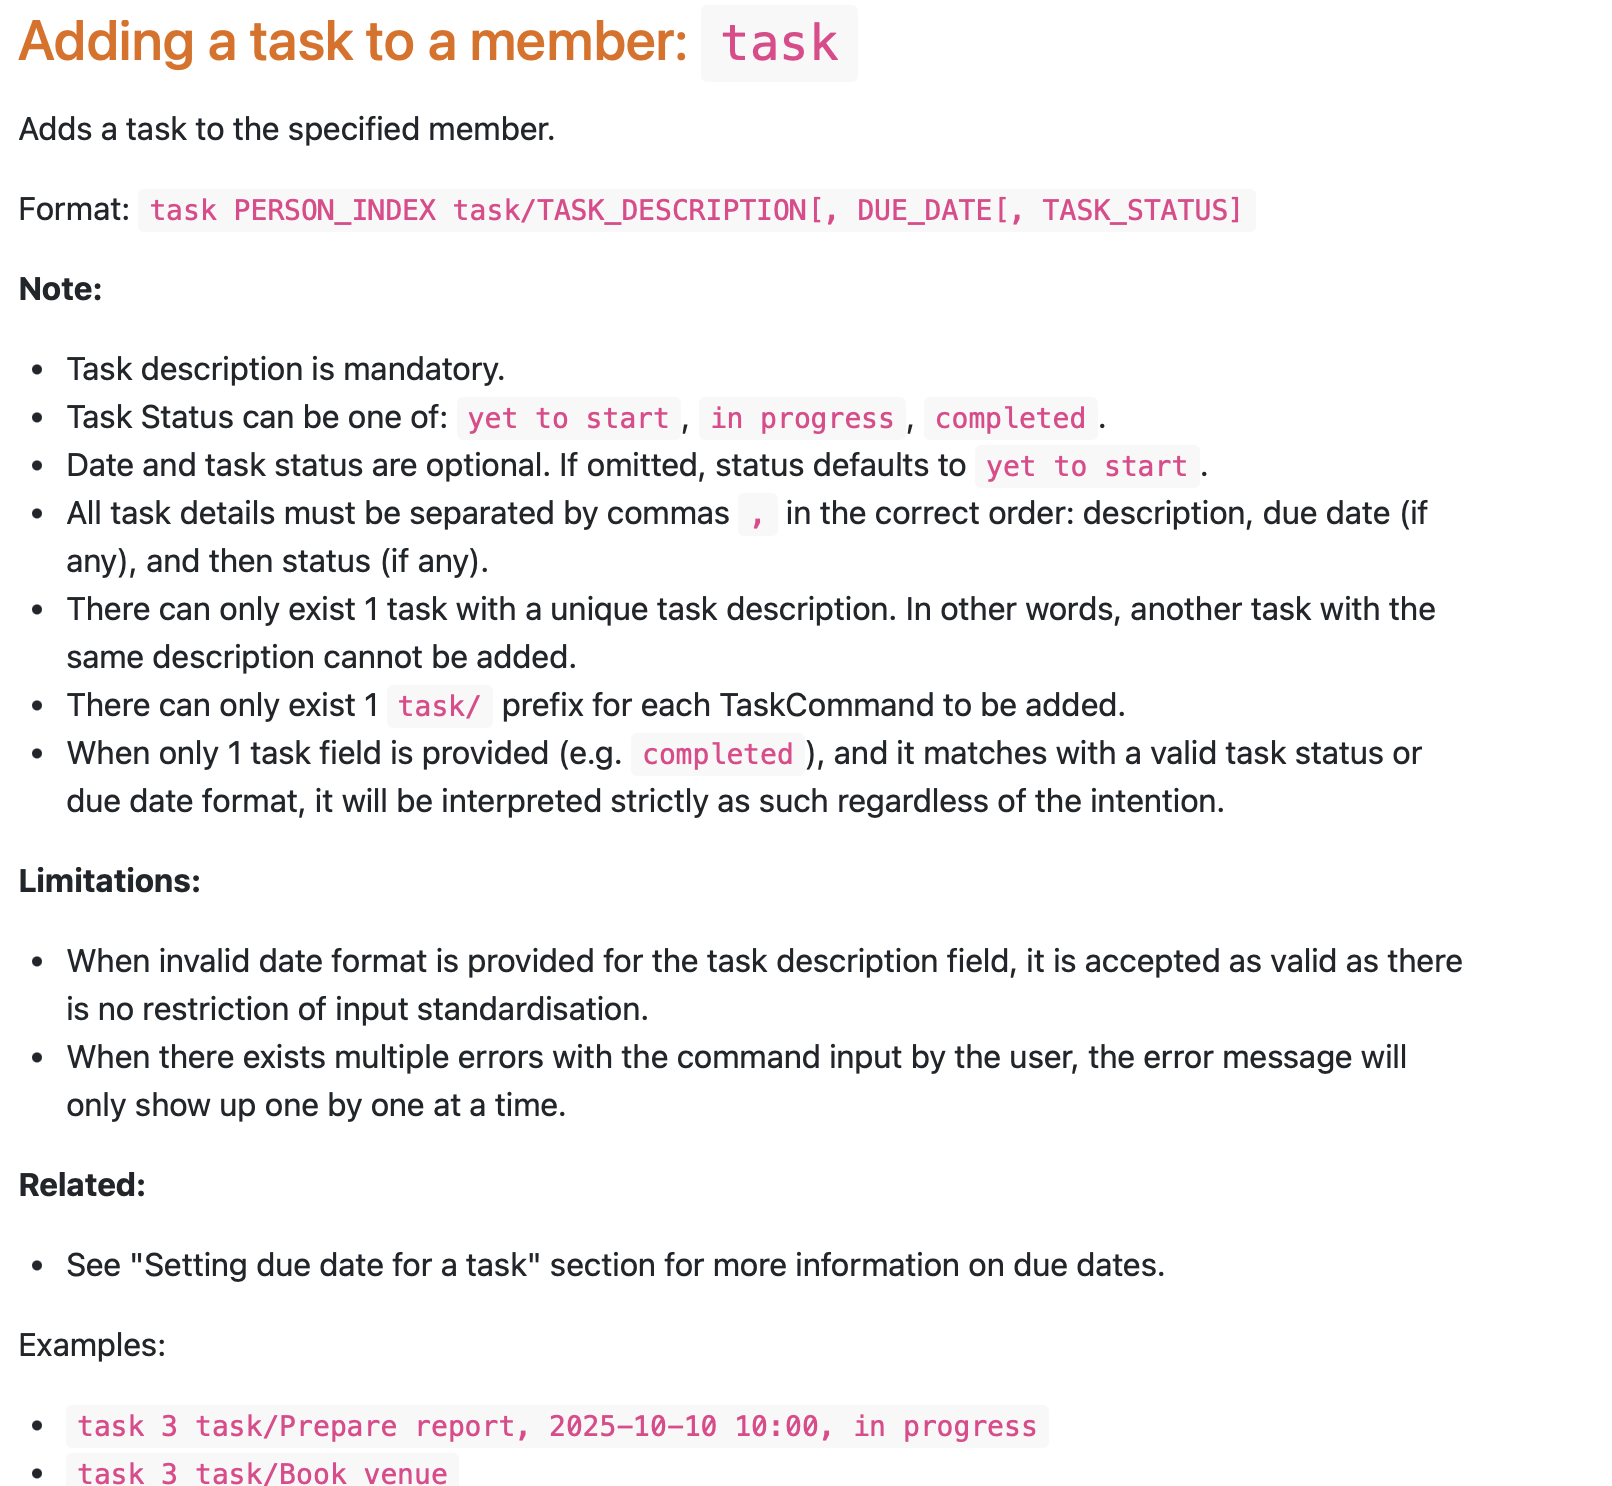 Adding a task to a member: task
Adds a task to the specified member.
Format: task PERSON_INDEX task/TASK_DESCRIPTION[, DUE_DATE[, TASK_STATUS]
Note:
• Task description is mandatory.
• Task Status can be one of: yet to start, in progress, completed.
• Date and task status are optional. If omitted, status defaults to yet to start.
• All task details must be separated by commas , in the correct order: description, due date (if
any), and then status (if any).
• There can only exist 1 task with a unique task description. In other words, another task with the
same description cannot be added.
• There can only exist 1 task/ prefix for each TaskCommand to be added.
• When only 1 task field is provided (e.g. completed), and it matches with a valid task status or
due date format, it will be interpreted strictly as such regardless of the intention.
Limitations:
• When invalid date format is provided for the task description field, it is accepted as valid as there
is no restriction of input standardisation.
• When there exists multiple errors with the command input by the user, the error message will
only show up one by one at a time.
Related:
• See "Setting due date for a task" section for more information on due dates.
Examples:
• task 3 task/Prepare report, 2025-10-10 10:00, in progress
• task 3 task/Book venue